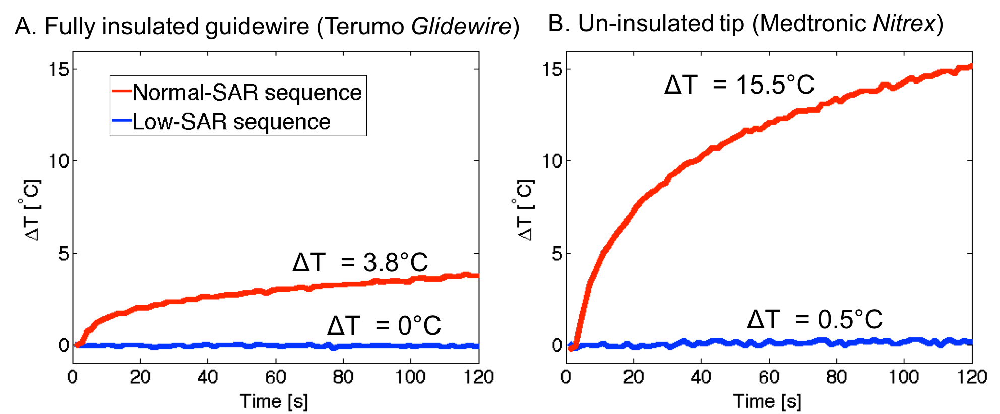 A. Fully insulated guidewire (Terumo Glidewire)
15
10
5
0
ΔT [°C]
Normal-SAR sequence
Low-SAR sequence
ΔT = 3.8°C
ΔT = 0°C
0 20 40 60 80 100 120
Time [s]
B. Un-insulated tip (Medtronic Nitrex)
15
10
5
0
ΔT [°C]
ΔT = 15.5°C
ΔT = 0.5°C
0 20 40 60 80 100 120
Time [s]